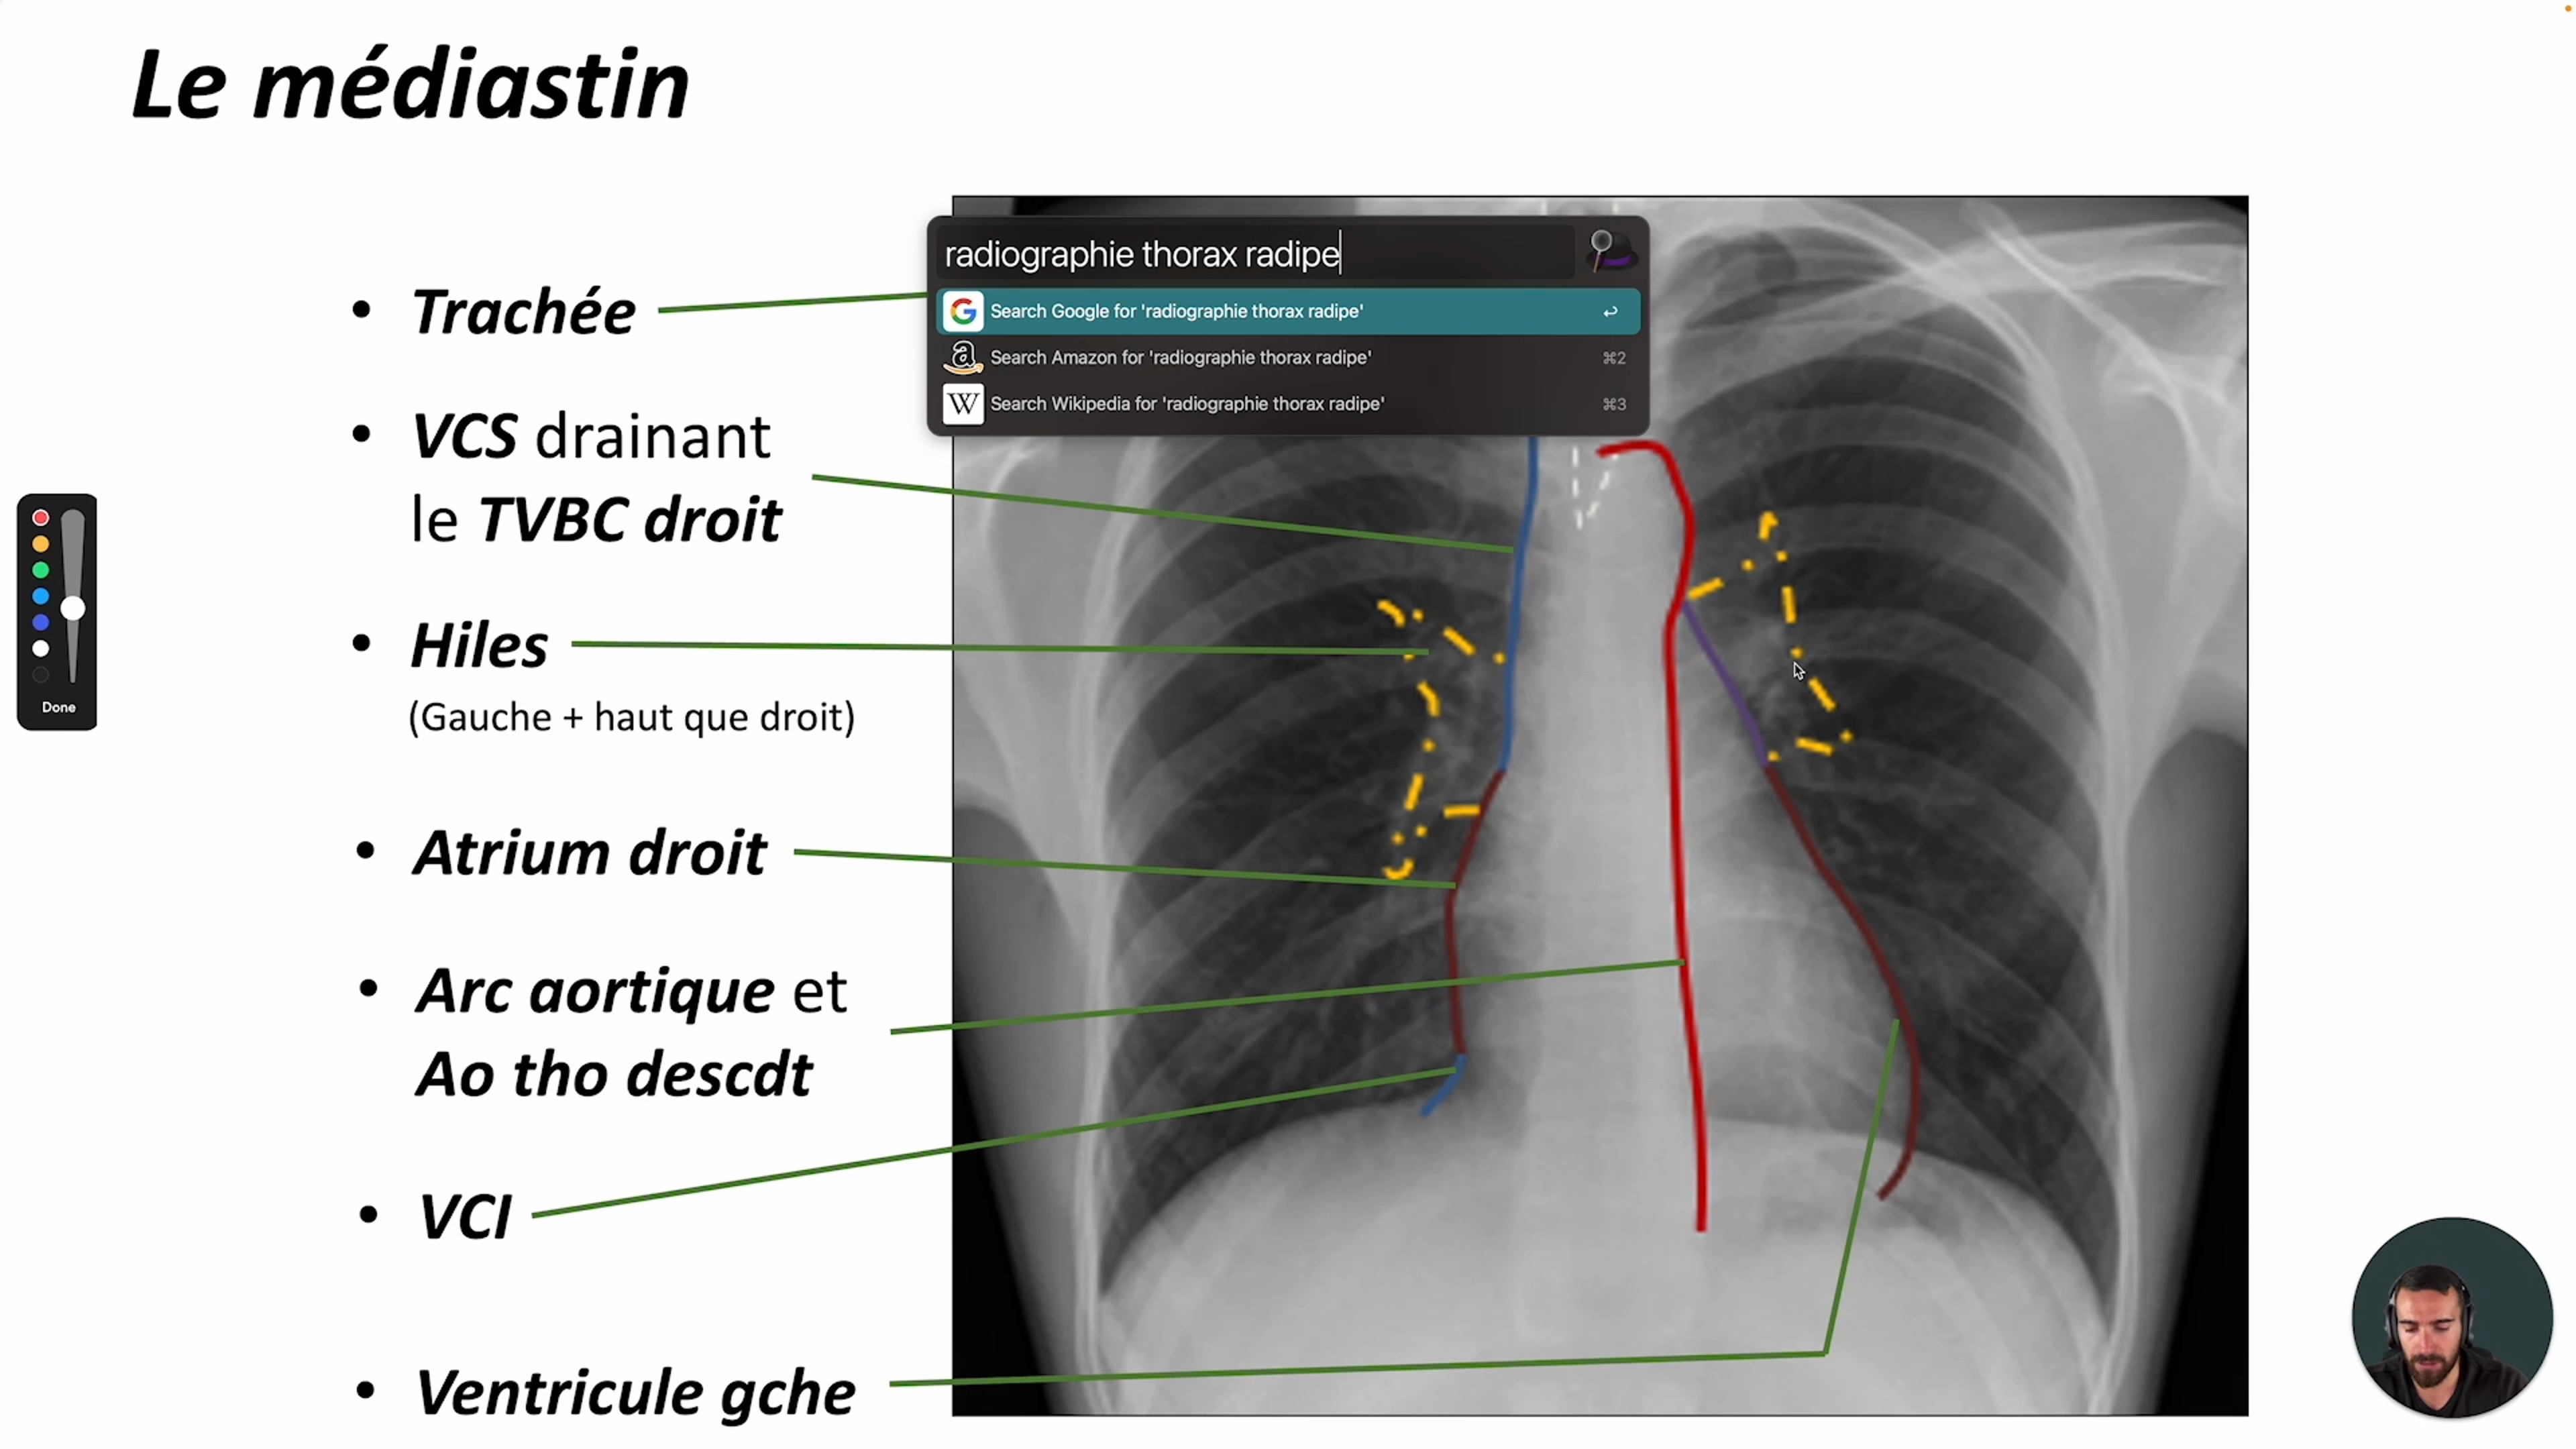 Le médiastin
radiographie thorax radipe
Search Google for 'radiographie thorax radipe'
Search Amazon for 'radiographie thorax radipe' ⌘2
Search Wikipedia for 'radiographie thorax radipe' ⌘3
• Trachée
• VCS drainant
le TVBC droit
• Hiles
(Gauche + haut que droit)
• Atrium droit
• Arc aortique et
Ao tho descdt
• VCI
• Ventricule gche
Done